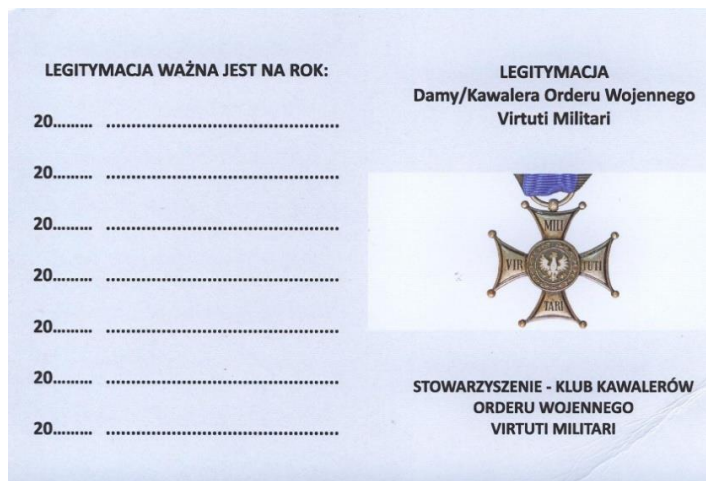 LEGITYMACJA WAŻNA JEST NA ROK:
20......... .............................................
20......... .............................................
20......... .............................................
20......... .............................................
20......... .............................................
20......... .............................................
20......... .............................................
LEGITYMACJA
Damy/Kawalera Orderu Wojennego
Virtuti Militari
MILI
VIR TUTI
TARI
STOWARZYSZENIE - KLUB KAWALERÓW
ORDERU WOJENNEGO
VIRTUTI MILITARI